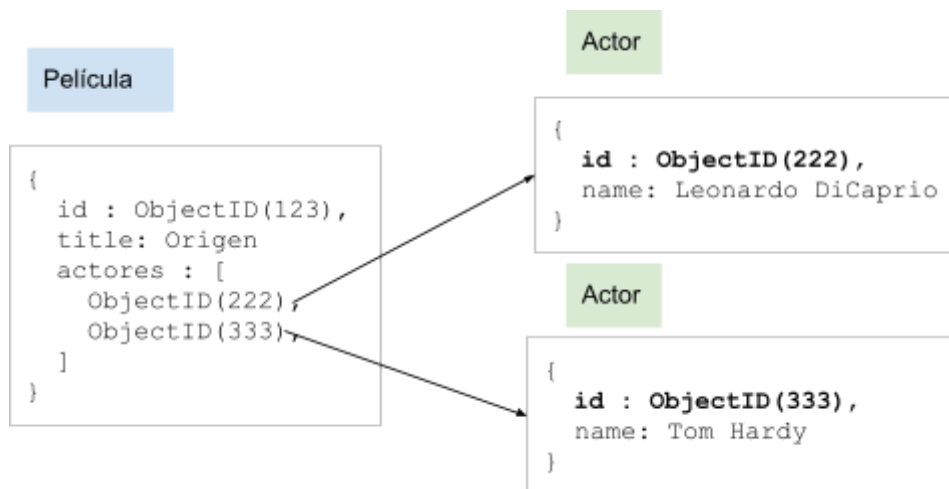 Película
{
id : ObjectID(123),
title: Origen
actores : [
ObjectID(222),
ObjectID(333),
]
}
Actor
{
id : ObjectID(222),
name: Leonardo DiCaprio
}
Actor
{
id : ObjectID(333),
name: Tom Hardy
}